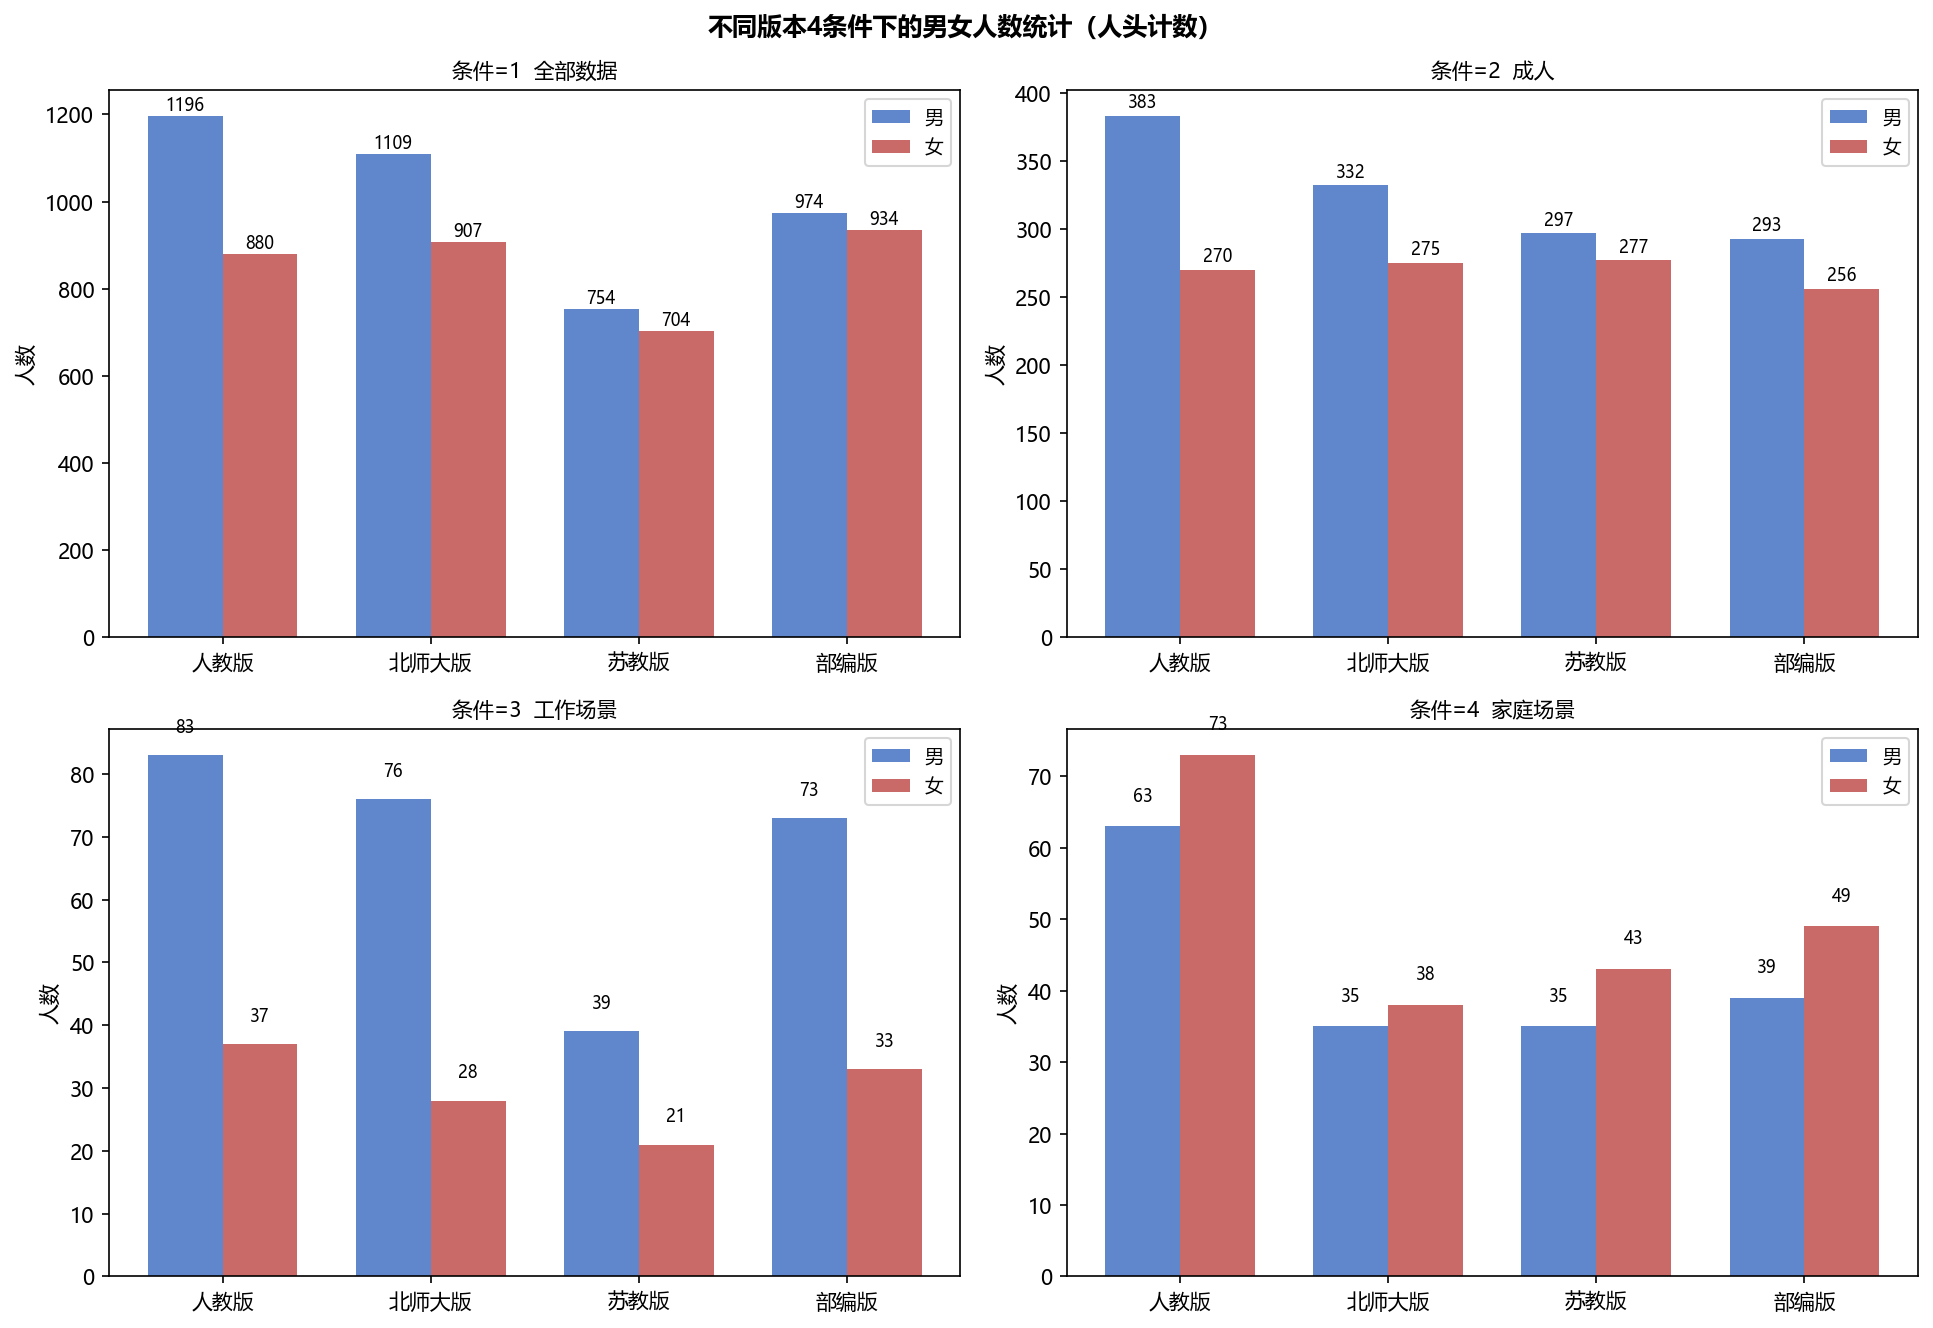 不同版本4条件下的男女人数统计（人头计数）
条件=1 全部数据
人数
1200
1000
800
600
400
200
0
1196
880
1109
907
754
704
974
934
男
女
人教版
北师大版
苏教版
部编版
条件=2 成人
人数
400
350
300
250
200
150
100
50
0
383
270
332
275
297
277
293
256
男
女
人教版
北师大版
苏教版
部编版
条件=3 工作场景
人数
80
70
60
50
40
30
20
10
0
83
37
76
28
39
21
73
33
男
女
人教版
北师大版
苏教版
部编版
条件=4 家庭场景
人数
70
60
50
40
30
20
10
0
63
73
35
38
35
43
39
49
男
女
人教版
北师大版
苏教版
部编版